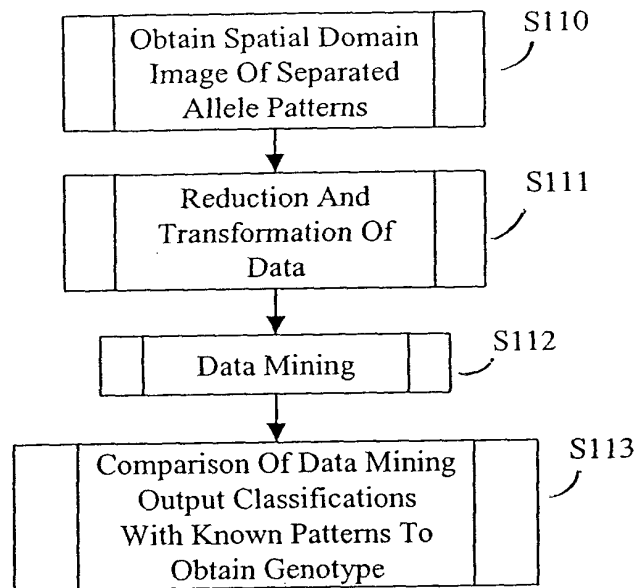 Obtain Spatial Domain
Image Of Separated
Allele Patterns
S110
Reduction And
Transformation Of
Data
S111
Data Mining
S112
Comparison Of Data Mining
Output Classifications
With Known Patterns To
Obtain Genotype
S113